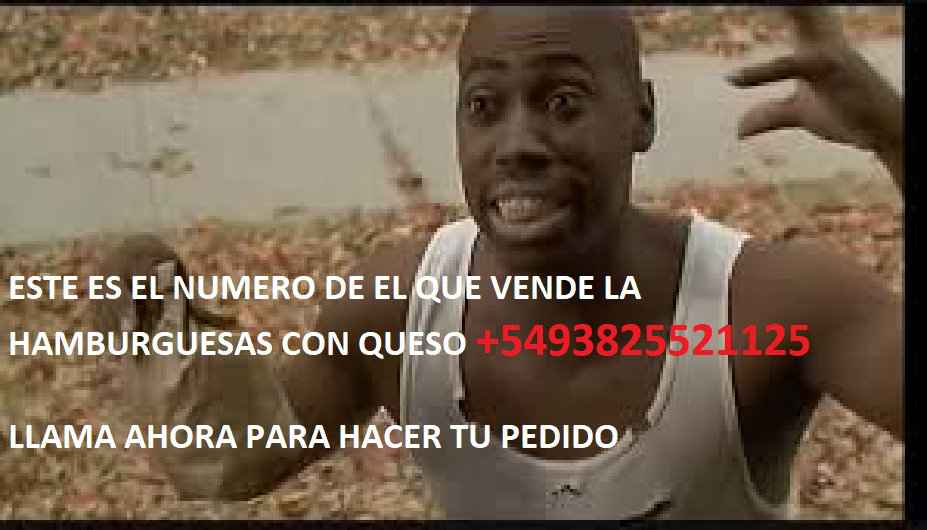 ESTE ES EL NUMERO DE EL QUE VENDE LA
HAMBURGUESAS CON QUESO +5493825521125
LLAMA AHORA PARA HACER TU PEDIDO